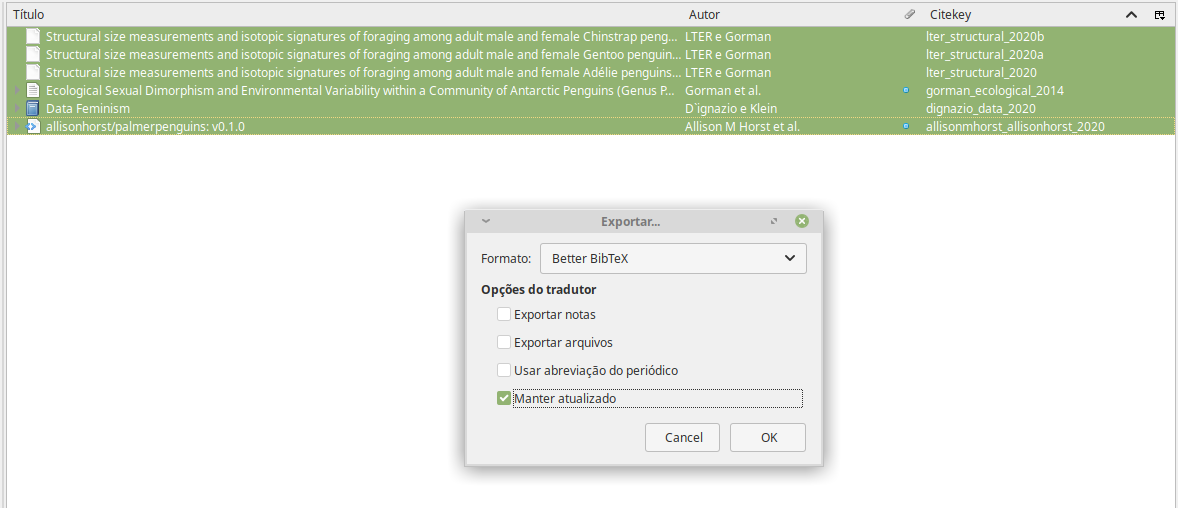 Título Autor Citekey
Structural size measurements and isotopic signatures of foraging among adult male and female Chinstrap peng... LTER e Gorman lter_structural_2020b
Structural size measurements and isotopic signatures of foraging among adult male and female Gentoo penguin... LTER e Gorman lter_structural_2020a
Structural size measurements and isotopic signatures of foraging among adult male and female Adélie penguins... LTER e Gorman lter_structural_2020
Ecological Sexual Dimorphism and Environmental Variability within a Community of Antarctic Penguins (Genus P... Gorman et al. gorman_ecological_2014
Data Feminism D`ignazio e Klein dignazio_data_2020
allisonhorst/palmerpenguins: v0.1.0 Allison M Horst et al. allisonmhorst_allisonhorst_2020
Exportar...
Formato: Better BibTeX
Opções do tradutor
Exportar notas
Exportar arquivos
Usar abreviação do periódico
Manter atualizado
Cancel OK